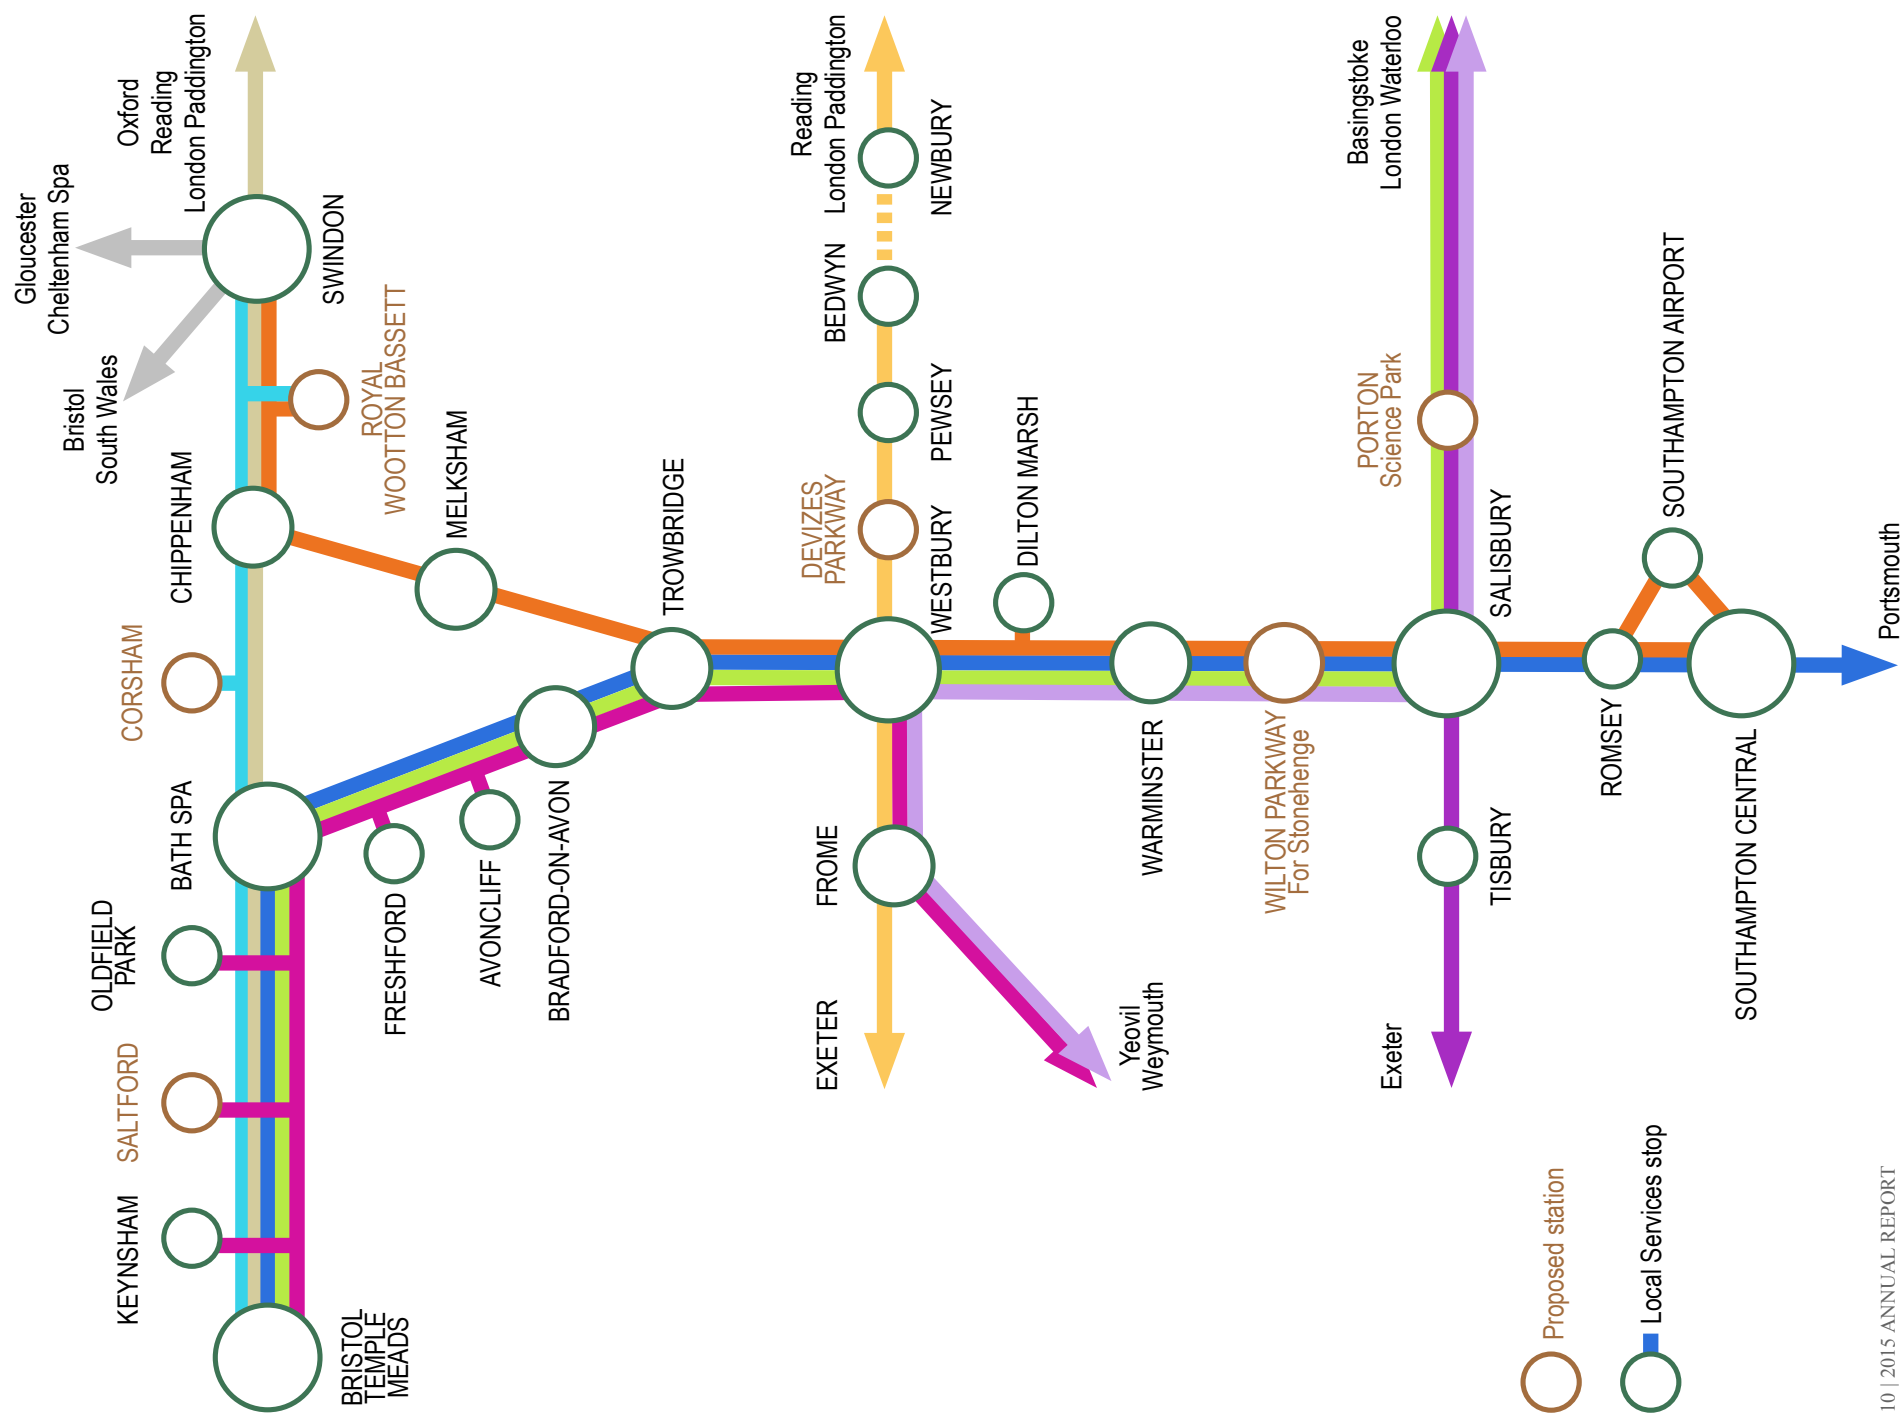 Gloucester
Cheltenham Spa
Oxford
Reading
London Paddington
Bristol
South Wales
SWINDON
ROYAL
WOOTTON BASSETT
CHIPPENHAM
MELKSHAM
CORSHAM
TROWBRIDGE
BATH SPA
OLDFIELD
PARK
SALTFORD
KEYNSHAM
BRISTOL
TEMPLE
MEADS
FRESHFORD
AVONCLIFF
BRADFORD-ON-AVON
Reading
London Paddington
NEWBURY
BEDWYN
PEWSEY
DEVIZES
PARKWAY
WESTBURY
DILTON MARSH
FROME
EXETER
WARMINSTER
Yeovil
Weymouth
WILTON PARKWAY
For Stonehenge
Basingstoke
London Waterloo
PORTON
Science Park
SALISBURY
TISBURY
Exeter
SOUTHAMPTON AIRPORT
ROMSEY
SOUTHAMPTON CENTRAL
Portsmouth
Proposed station
Local Services stop
10 | 2015 ANNUAL REPORT